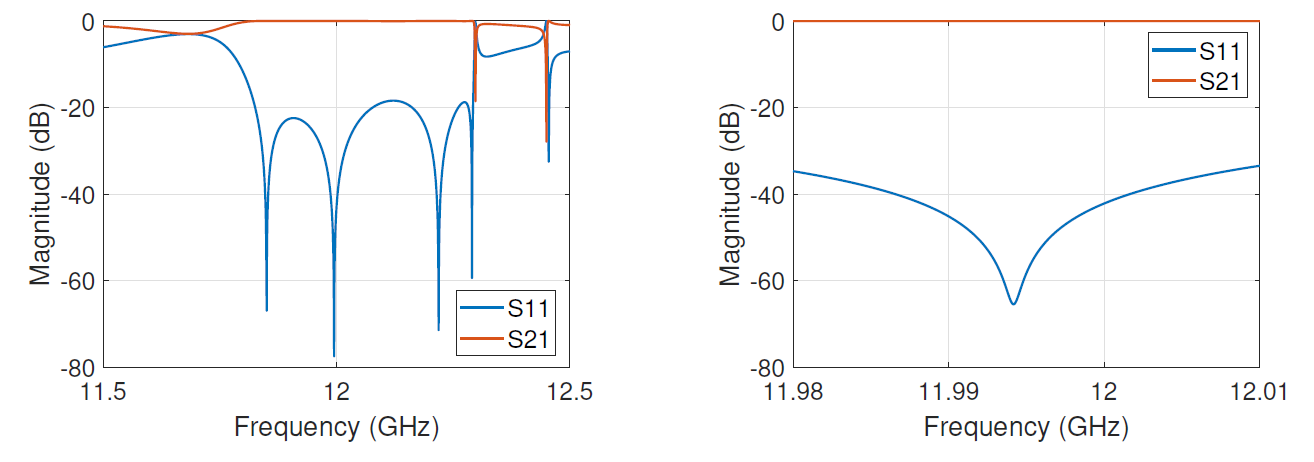 0
-20
-40
-60
-80
11.5
12
12.5
Magnitude (dB)
Frequency (GHz)
S11
S21
0
-20
-40
-60
-80
11.98
11.99
12
12.01
Magnitude (dB)
Frequency (GHz)
S11
S21